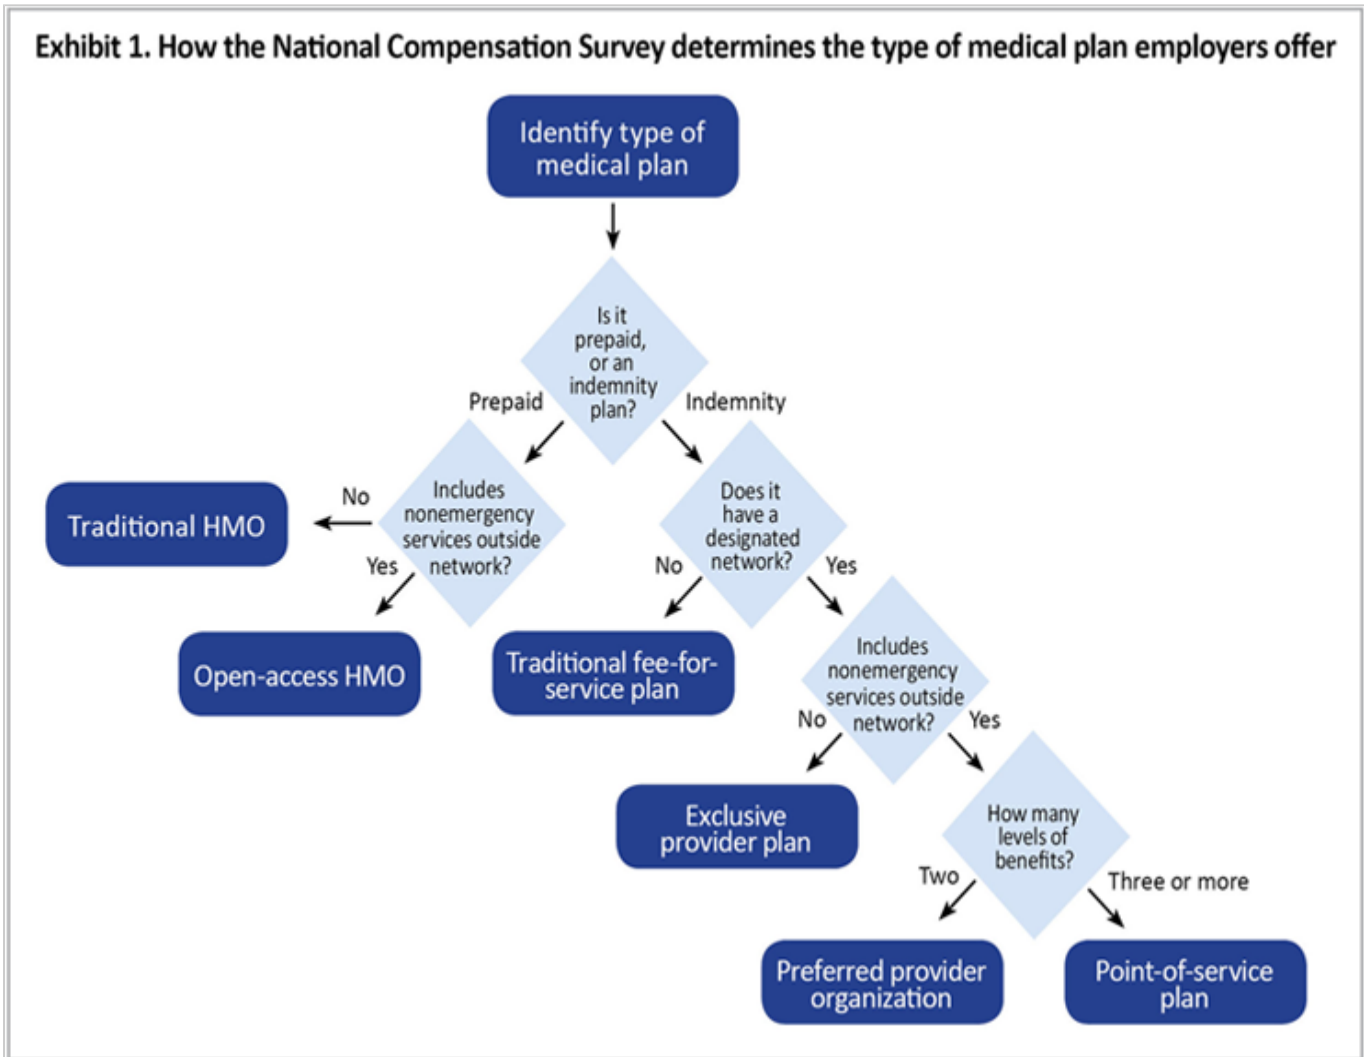 Exhibit 1. How the National Compensation Survey determines the type of medical plan employers offer
Identify type of
medical plan
Is it
prepaid,
or an
indemnity
plan?
Prepaid
Indemnity
Includes
nonemergency
services outside
network?
No
Traditional HMO
Yes
Open-access HMO
Does it
have a
designated
network?
No
Traditional fee-for-
service plan
Yes
Includes
nonemergency
services outside
network?
No
Exclusive
provider plan
Yes
How many
levels of
benefits?
Two
Preferred provider
organization
Three or more
Point-of-service
plan